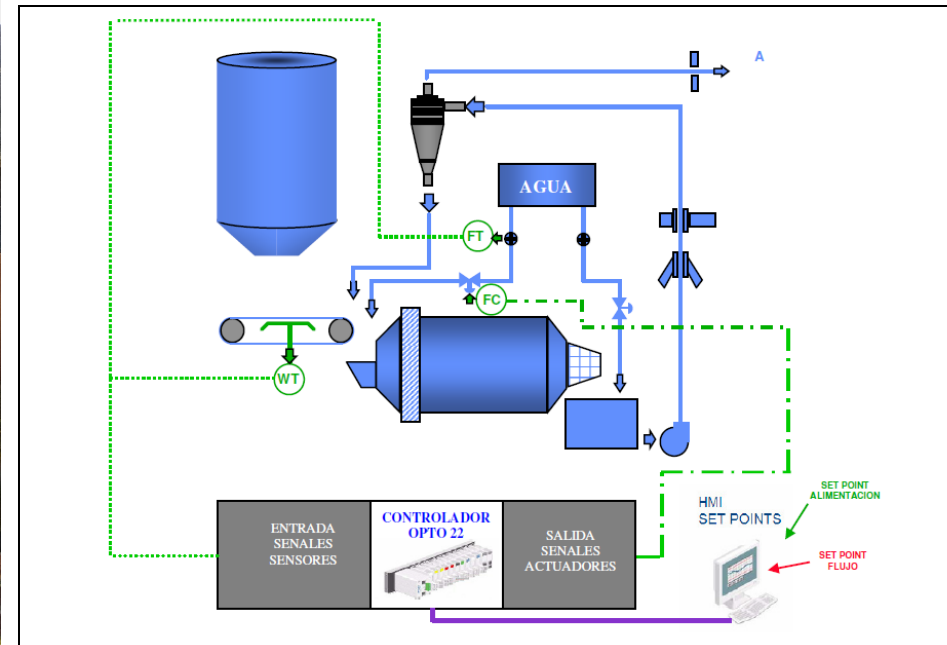 A
AGUA
FT
FC
WT
ENTRADA
SENALES
SENSORES
CONTROLADOR
OPTO 22
SALIDA
SENALES
ACTUADORES
HMI
SET POINTS
SET POINT
ALIMENTACION
SET POINT
FLUJO